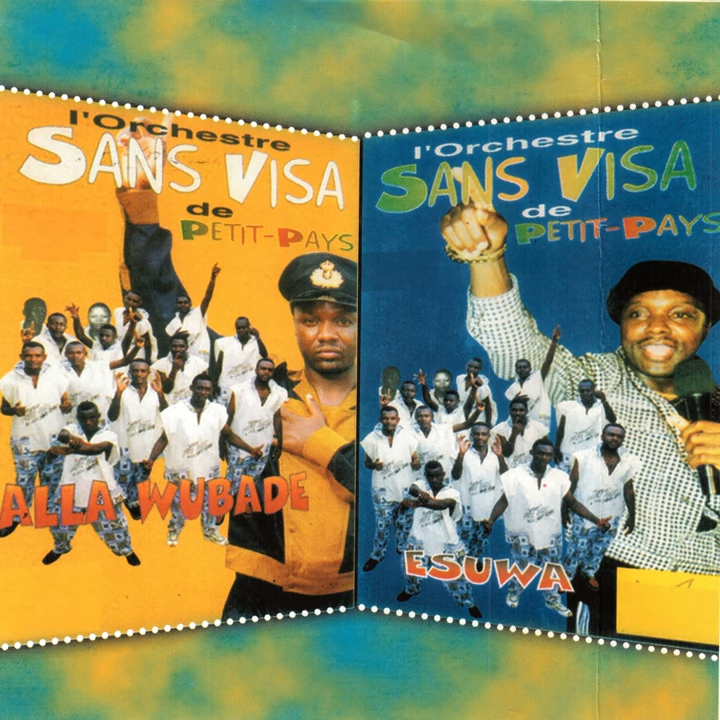 l'Orchestre
SANS VISA
de
PETIT-PAYS
ALLA WUBADE
l'Orchestre
SANS VISA
de
PETIT-PAYS
ESUWA